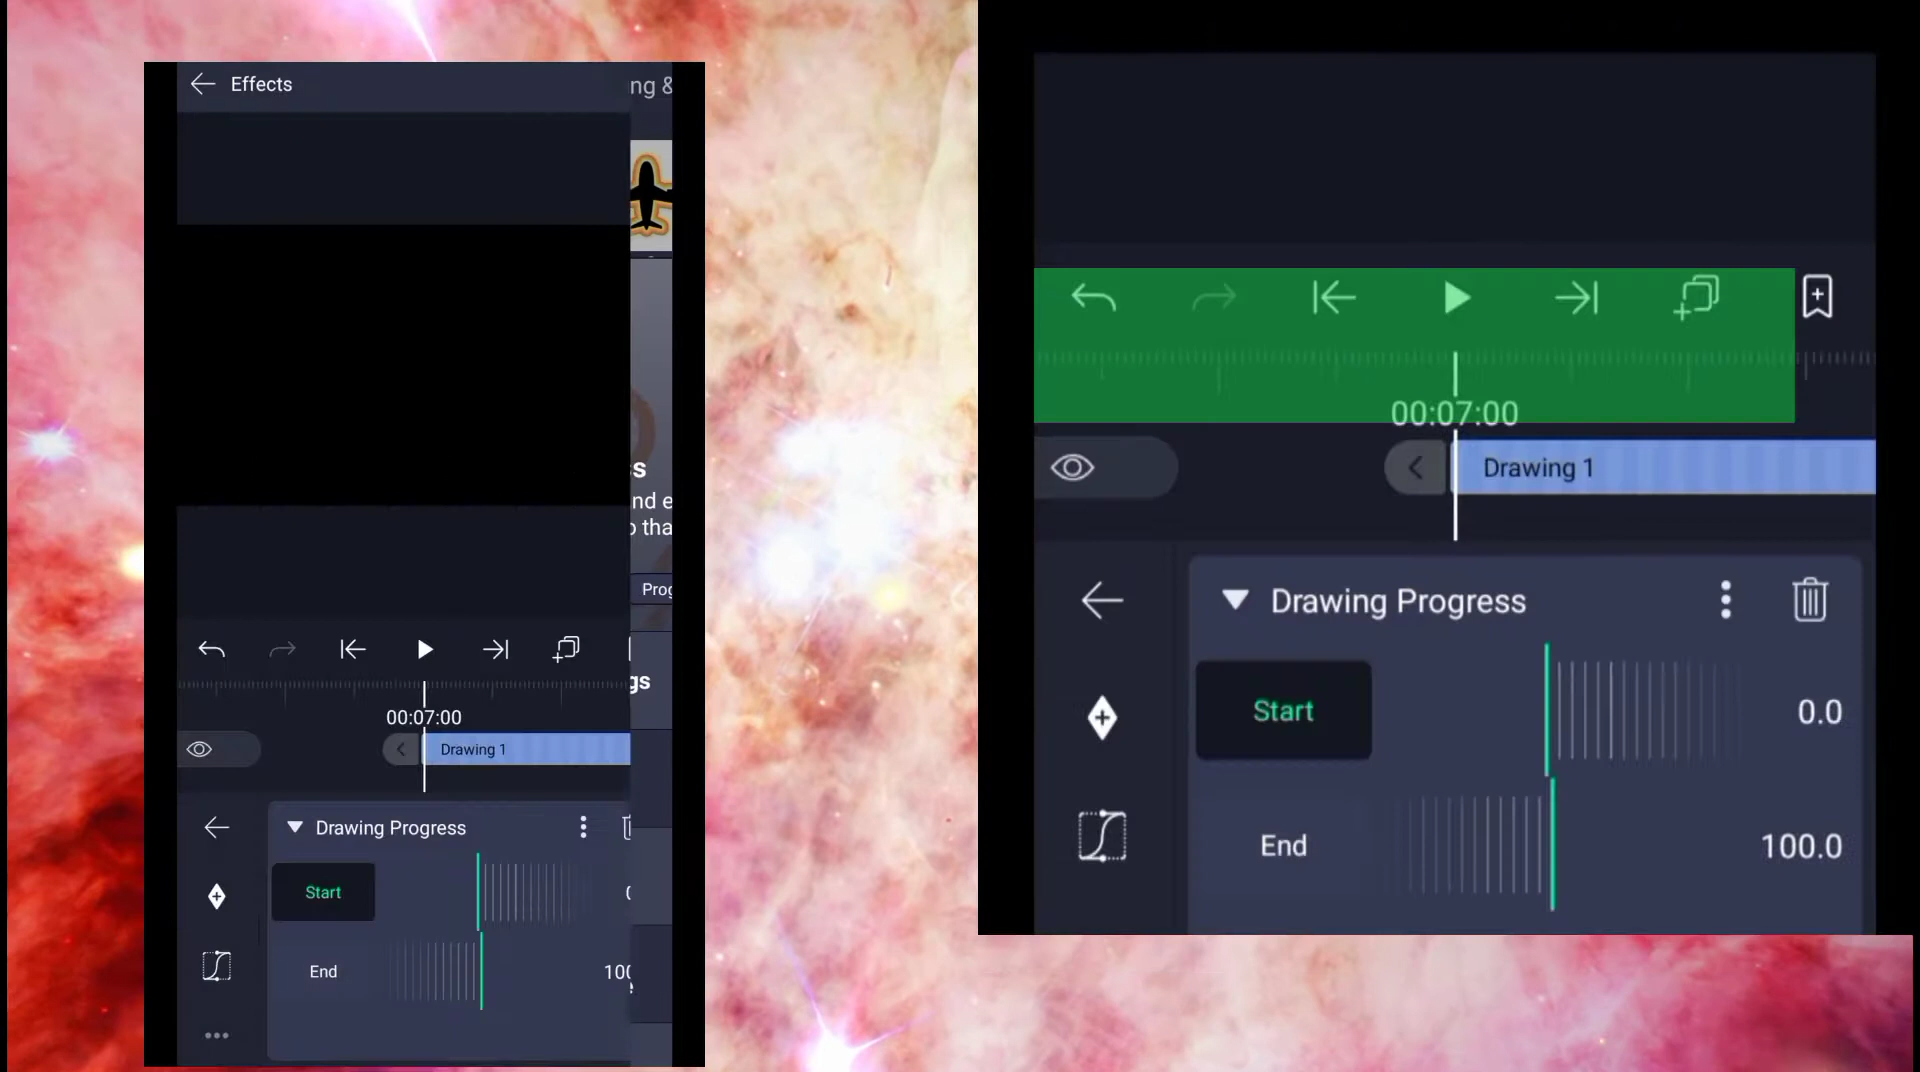 Effects
ng &
s
nd e
o tha
Prog
gs
00:07:00
Drawing 1
Drawing Progress
Start
End
100
00:07:00
Drawing 1
Drawing Progress
Start 0.0
End 100.0